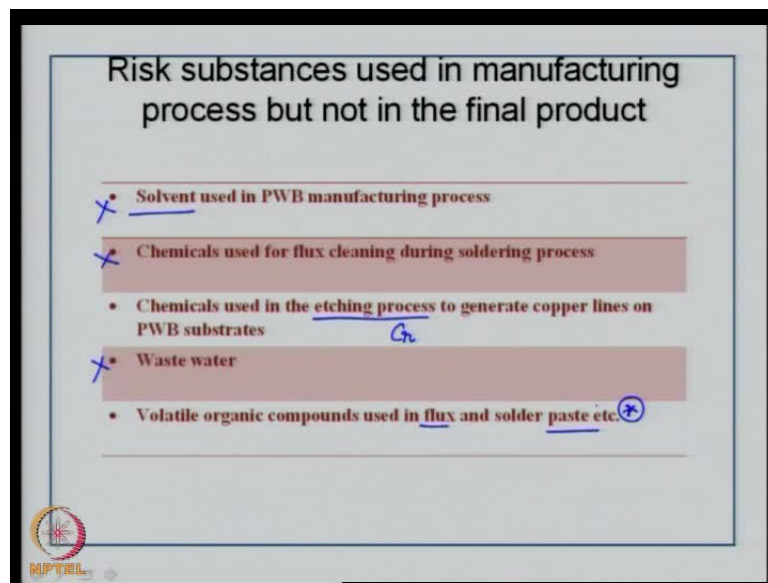 Risk substances used in manufacturing
process but not in the final product
• Solvent used in PWB manufacturing process
• Chemicals used for flux cleaning during soldering process
• Chemicals used in the etching process to generate copper lines on
PWB substrates
Cr
• Waste water
• Volatile organic compounds used in flux and solder paste etc.
NPTEL